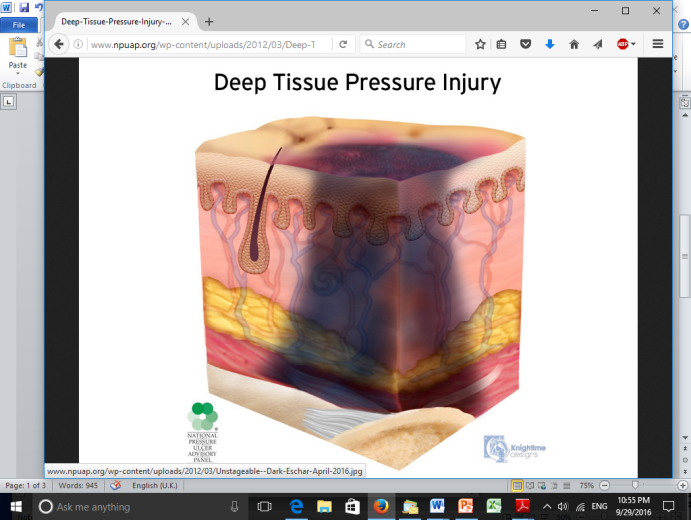 Deep-Tissue-Pressure-Injury-...
File
www.npuap.org/wp-content/uploads/2012/03/Deep-T
Search
ABP
Paste
Clipboard
Deep Tissue Pressure Injury
NATIONAL
PRESSURE
ULCER
ADVISORY
PANEL
Knighttime
designs
www.npuap.org/wp-content/uploads/2012/03/Unstageable--Dark-Eschar-April-2016.jpg
Page: 1 of 3 Words: 945 English (U.K.) 75%
Ask me anything
ENG
10:55 PM
9/29/2016